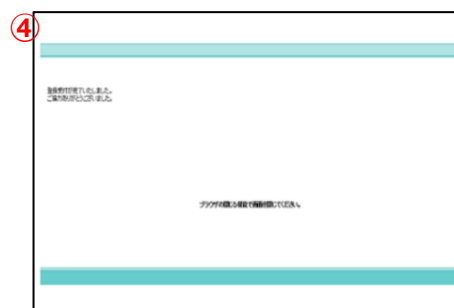 ④
登録受付が完了いたしました。
ご協力ありがとうございました。
ブラウザの閉じる機能で画面を閉じてください。